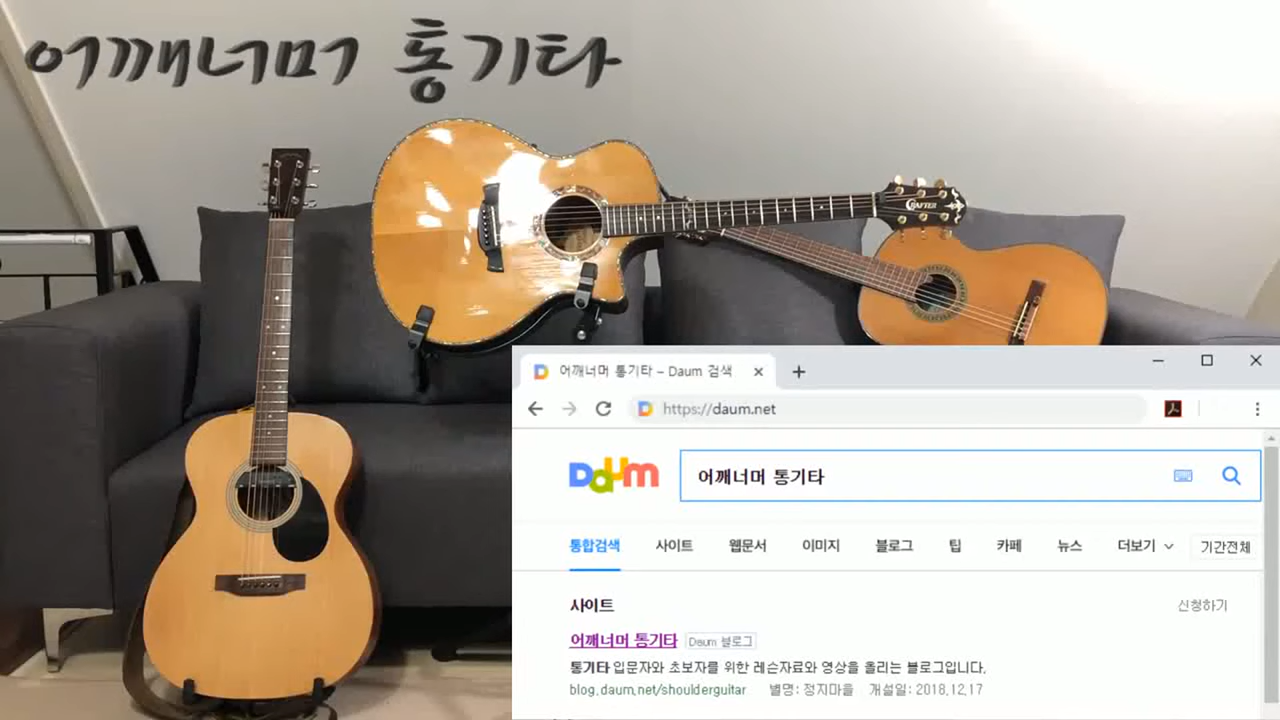 어깨너머 통기타
CRAFTER
어깨너머 통기타 – Daum 검색
https://daum.net
Daum
어깨너머 통기타
통합검색 사이트 웹문서 이미지 블로그 팁 카페 뉴스 더보기 기간전체
사이트
신청하기
어깨너머 통기타 Daum 블로그
통기타 입문자와 초보자를 위한 레슨자료와 영상을 올리는 블로그입니다.
blog.daum.net/shoulderguitar 별명: 정지마을 개설일: 2018.12.17